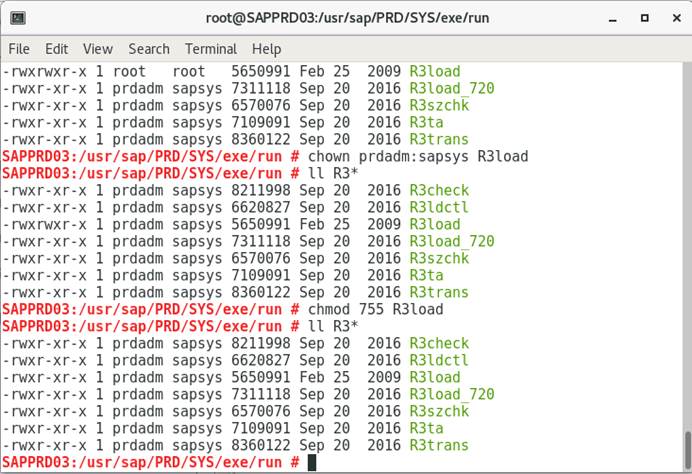 root@SAPPRD03:/usr/sap/PRD/SYS/exe/run
File Edit View Search Terminal Help
-rwxrwxr-x 1 root   root   5650991 Feb 25  2009 R3load
-rwxr-xr-x 1 prdadm sapsys 7311118 Sep 20  2016 R3load_720
-rwxr-xr-x 1 prdadm sapsys 6570076 Sep 20  2016 R3szchk
-rwxr-xr-x 1 prdadm sapsys 7109091 Sep 20  2016 R3ta
-rwxr-xr-x 1 prdadm sapsys 8360122 Sep 20  2016 R3trans
SAPPRD03:/usr/sap/PRD/SYS/exe/run # chown prdadm:sapsys R3load
SAPPRD03:/usr/sap/PRD/SYS/exe/run # ll R3*
-rwxr-xr-x 1 prdadm sapsys 8211998 Sep 20  2016 R3check
-rwxr-xr-x 1 prdadm sapsys 6620827 Sep 20  2016 R3ldctl
-rwxrwxr-x 1 prdadm sapsys 5650991 Feb 25  2009 R3load
-rwxr-xr-x 1 prdadm sapsys 7311118 Sep 20  2016 R3load_720
-rwxr-xr-x 1 prdadm sapsys 6570076 Sep 20  2016 R3szchk
-rwxr-xr-x 1 prdadm sapsys 7109091 Sep 20  2016 R3ta
-rwxr-xr-x 1 prdadm sapsys 8360122 Sep 20  2016 R3trans
SAPPRD03:/usr/sap/PRD/SYS/exe/run # chmod 755 R3load
SAPPRD03:/usr/sap/PRD/SYS/exe/run # ll R3*
-rwxr-xr-x 1 prdadm sapsys 8211998 Sep 20  2016 R3check
-rwxr-xr-x 1 prdadm sapsys 6620827 Sep 20  2016 R3ldctl
-rwxr-xr-x 1 prdadm sapsys 5650991 Feb 25  2009 R3load
-rwxr-xr-x 1 prdadm sapsys 7311118 Sep 20  2016 R3load_720
-rwxr-xr-x 1 prdadm sapsys 6570076 Sep 20  2016 R3szchk
-rwxr-xr-x 1 prdadm sapsys 7109091 Sep 20  2016 R3ta
-rwxr-xr-x 1 prdadm sapsys 8360122 Sep 20  2016 R3trans
SAPPRD03:/usr/sap/PRD/SYS/exe/run #